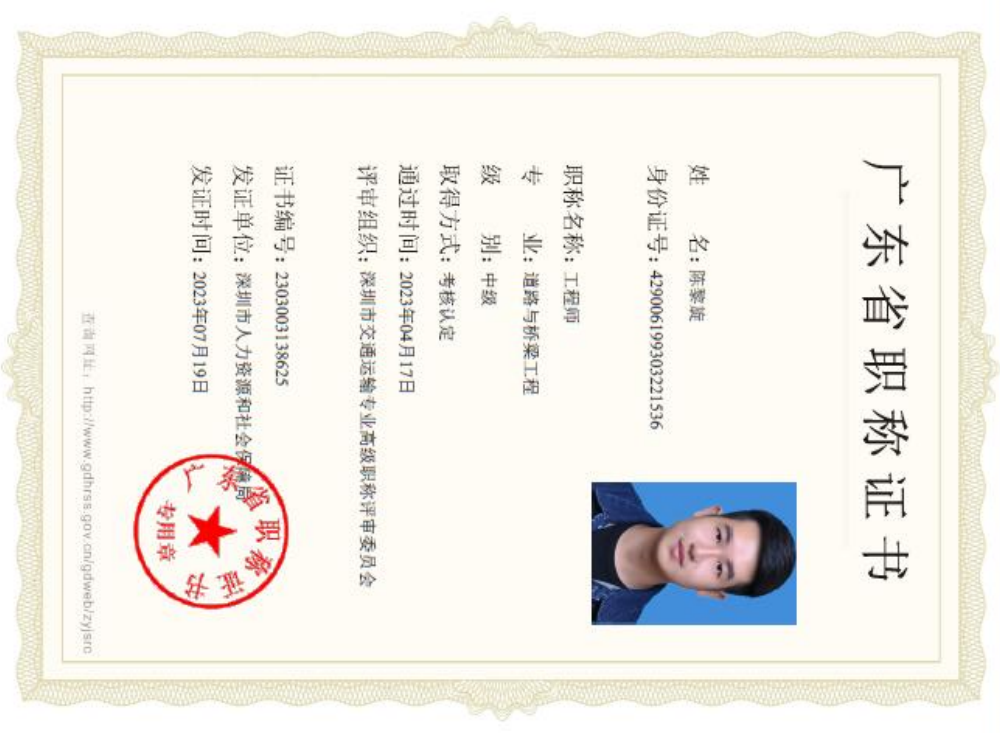 广东省职称证书
姓 名：陈黎旋
身份证号：429006199303221536
职称名称：工程师
专 业：道路与桥梁工程
级 别：中级
取得方式：考核认定
通过时间：2023年04月17日
评审组织：深圳市交通运输专业高级职称评审委员会
证书编号：2303003138625
发证单位：深圳市人力资源和社会保障局
发证时间：2023年07月19日
广东省职称证书
专用章
查询网址：http://www.gdhrss.gov.cn/gdweb/zyjsrc